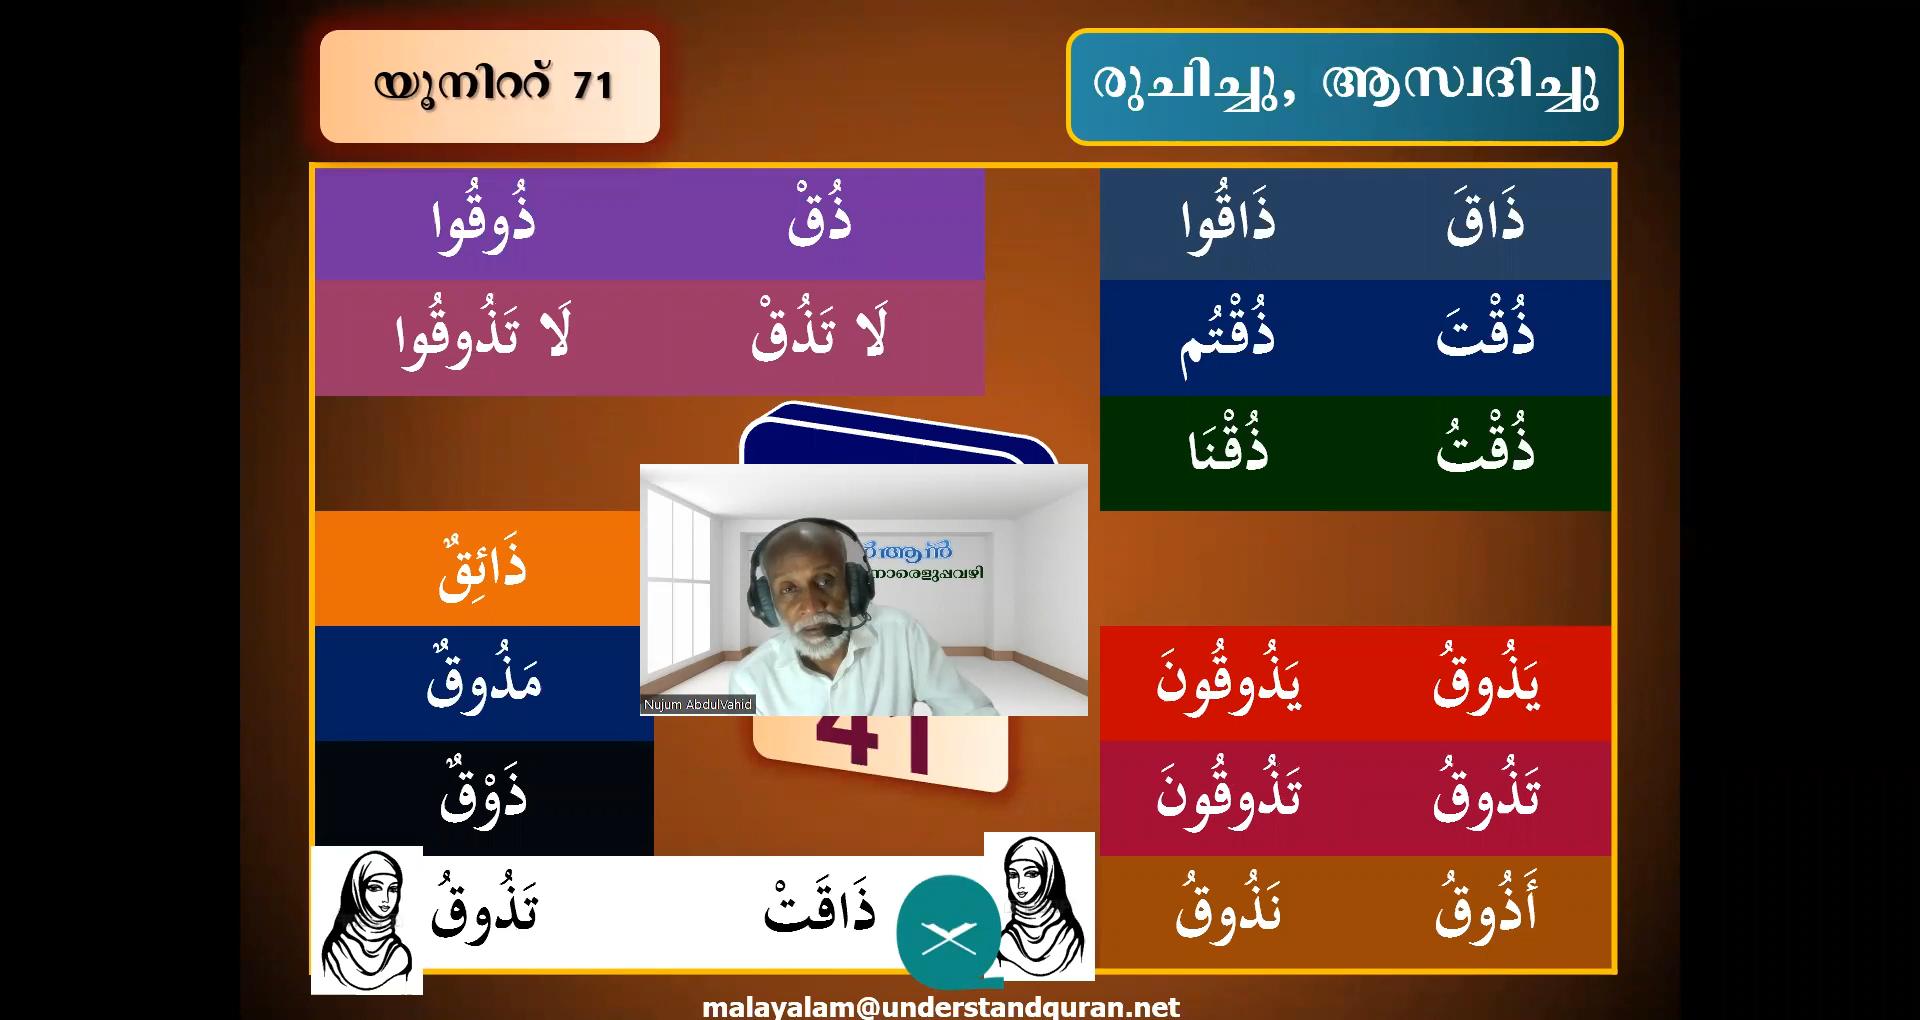 യൂനിററ് 71
രുചിച്ചു, ആസ്വദിച്ചു
ذَاقَ ذَاقُوا
ذُقْتَ ذُقْتُم
ذُقْتُ ذُقْنَا
يَذُوقُ يَذُوقُونَ
تَذُوقُ تَذُوقُونَ
أَذُوقُ نَذُوقُ
ذُقْ ذُوقُوا
لَا تَذُقْ لَا تَذُوقُوا
ذَائِقٌ
مَذُوقٌ
ذَوْقٌ
ذَاقَتْ تَذُوقُ
41
Nujum AbdulVahid
malayalam@understandquran.net